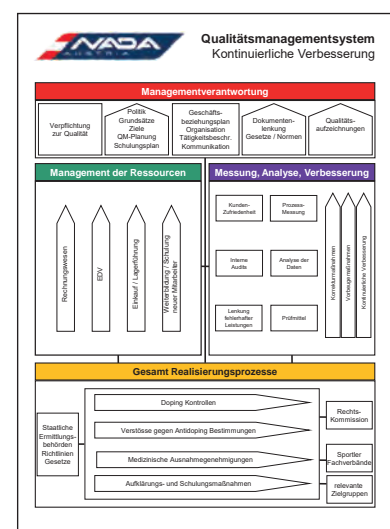 NADA
AUSTRIA
Qualitätsmanagementsystem
Kontinuierliche Verbesserung
Managementverantwortung
Verpflichtung
zur Qualität
Politik
Grundsätze
Ziele
QM-Planung
Schulungsplan
Geschäfts-
beziehungsplan
Organisation
Tätigkeitsbeschr.
Kommunikation
Dokumenten-
lenkung
Gesetze / Normen
Qualitäts-
aufzeichnungen
Management der Ressourcen
Rechnungswesen
EDV
Einkauf / Lagerführung
Weiterbildung / Schulung
neuer Mitarbeiter
Messung, Analyse, Verbesserung
Kunden-
Zufriedenheit
Prozess-
Messung
Interne
Audits
Analyse der
Daten
Lenkung
fehlerhafter
Leistungen
Prüfmittel
Korrekturmaßnahmen
Vorbeugemaßnahmen
Kontinuierliche Verbesserung
Gesamt Realisierungsprozesse
Staatliche
Ermittlungs-
behörden
Richtlinien
Gesetze
Doping Kontrollen
Verstösse gegen Antidoping Bestimmungen
Medizinische Ausnahmegenehmigungen
Aufklärungs- und Schulungsmaßnahmen
Rechts-
Kommission
Sportler
Fachverbände
relevante
Zielgruppen